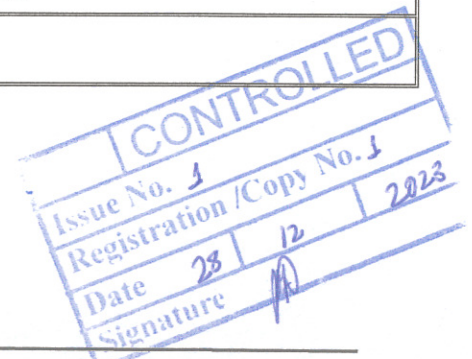 CONTROLLED
Issue No. 1
Registration /Copy No. 1
Date 28 12 2023
Signature